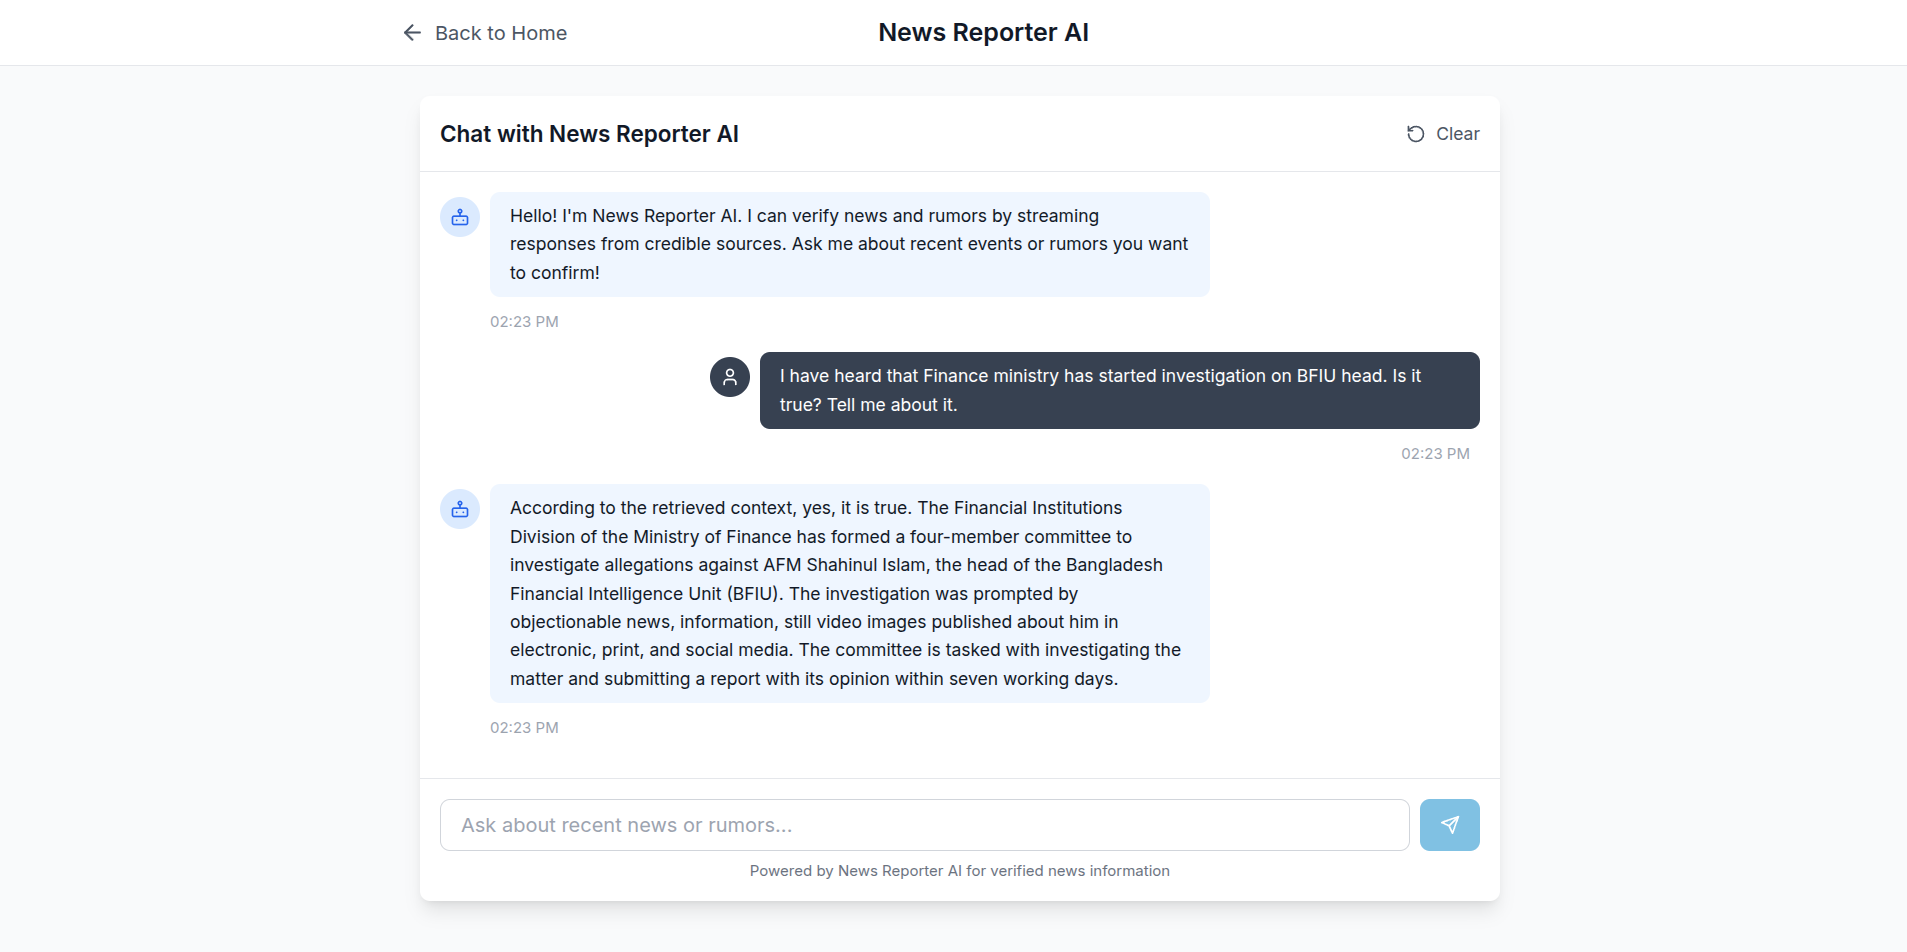 Back to Home
News Reporter AI
Chat with News Reporter AI
Clear
Hello! I'm News Reporter AI. I can verify news and rumors by streaming
responses from credible sources. Ask me about recent events or rumors you want
to confirm!
02:23 PM
I have heard that Finance ministry has started investigation on BFIU head. Is it
true? Tell me about it.
02:23 PM
According to the retrieved context, yes, it is true. The Financial Institutions
Division of the Ministry of Finance has formed a four-member committee to
investigate allegations against AFM Shahinul Islam, the head of the Bangladesh
Financial Intelligence Unit (BFIU). The investigation was prompted by
objectionable news, information, still video images published about him in
electronic, print, and social media. The committee is tasked with investigating the
matter and submitting a report with its opinion within seven working days.
02:23 PM
Ask about recent news or rumors...
Powered by News Reporter AI for verified news information